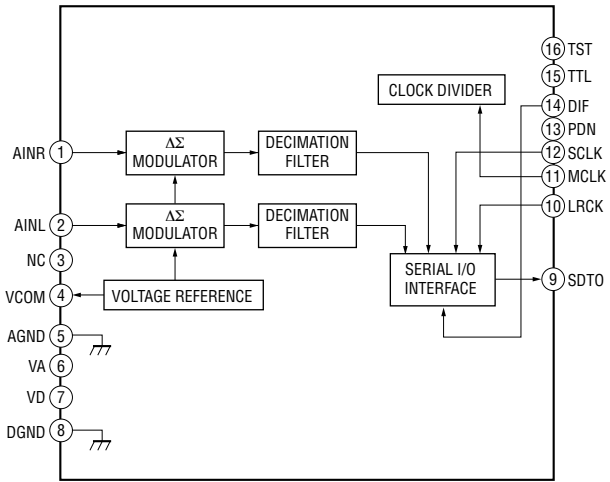 16 TST
15 TTL
CLOCK DIVIDER
14 DIF
13 PDN
12 SCLK
11 MCLK
10 LRCK
AINR 1
ΔΣ
MODULATOR
DECIMATION
FILTER
AINL 2
ΔΣ
MODULATOR
DECIMATION
FILTER
NC 3
VCOM 4
VOLTAGE REFERENCE
SERIAL I/O
INTERFACE
9 SDTO
AGND 5
VA 6
VD 7
DGND 8